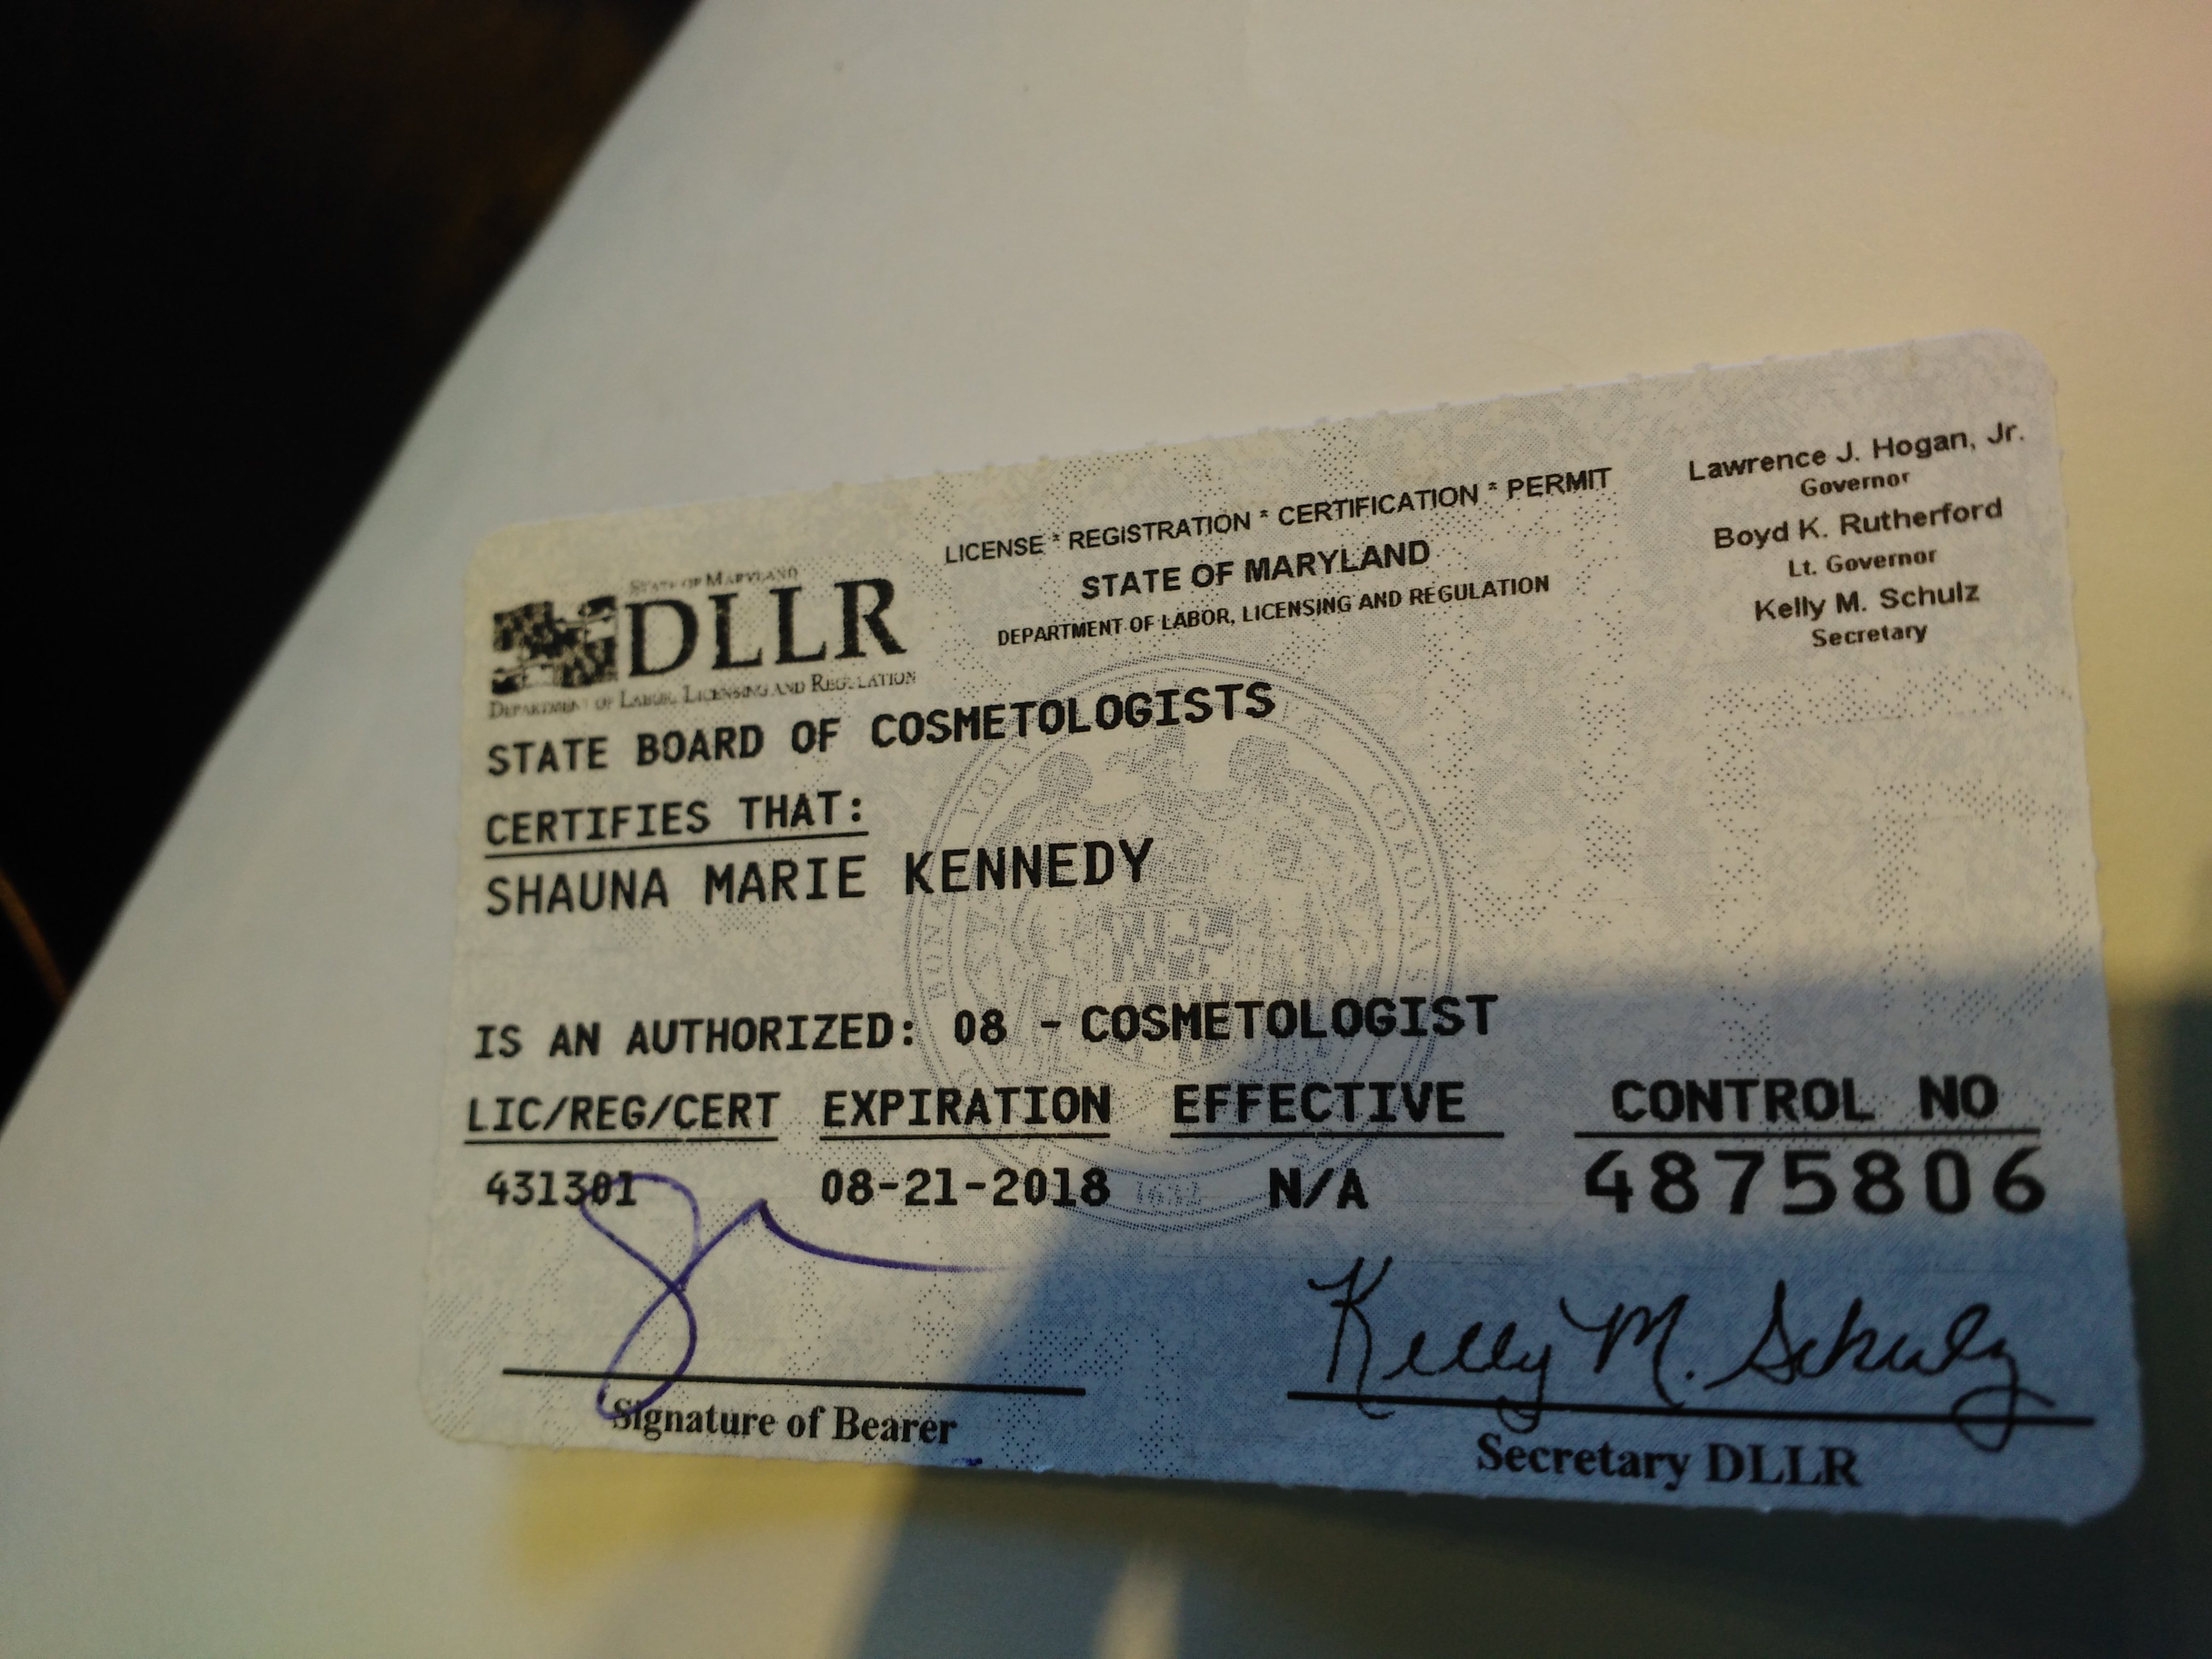 LICENSE * REGISTRATION * CERTIFICATION * PERMIT
STATE OF MARYLAND
DEPARTMENT OF LABOR, LICENSING AND REGULATION
Lawrence J. Hogan, Jr.
Governor
Boyd K. Rutherford
Lt. Governor
Kelly M. Schulz
Secretary
STATE OF MARYLAND
DLLR
DEPARTMENT OF LABOR, LICENSING AND REGULATION
STATE BOARD OF COSMETOLOGISTS
CERTIFIES THAT:
SHAUNA MARIE KENNEDY
IS AN AUTHORIZED: 08 - COSMETOLOGIST
LIC/REG/CERT EXPIRATION EFFECTIVE CONTROL NO
431301 08-21-2018 N/A 4875806
1632
Kelly M. Schulz
Signature of Bearer
Secretary DLLR